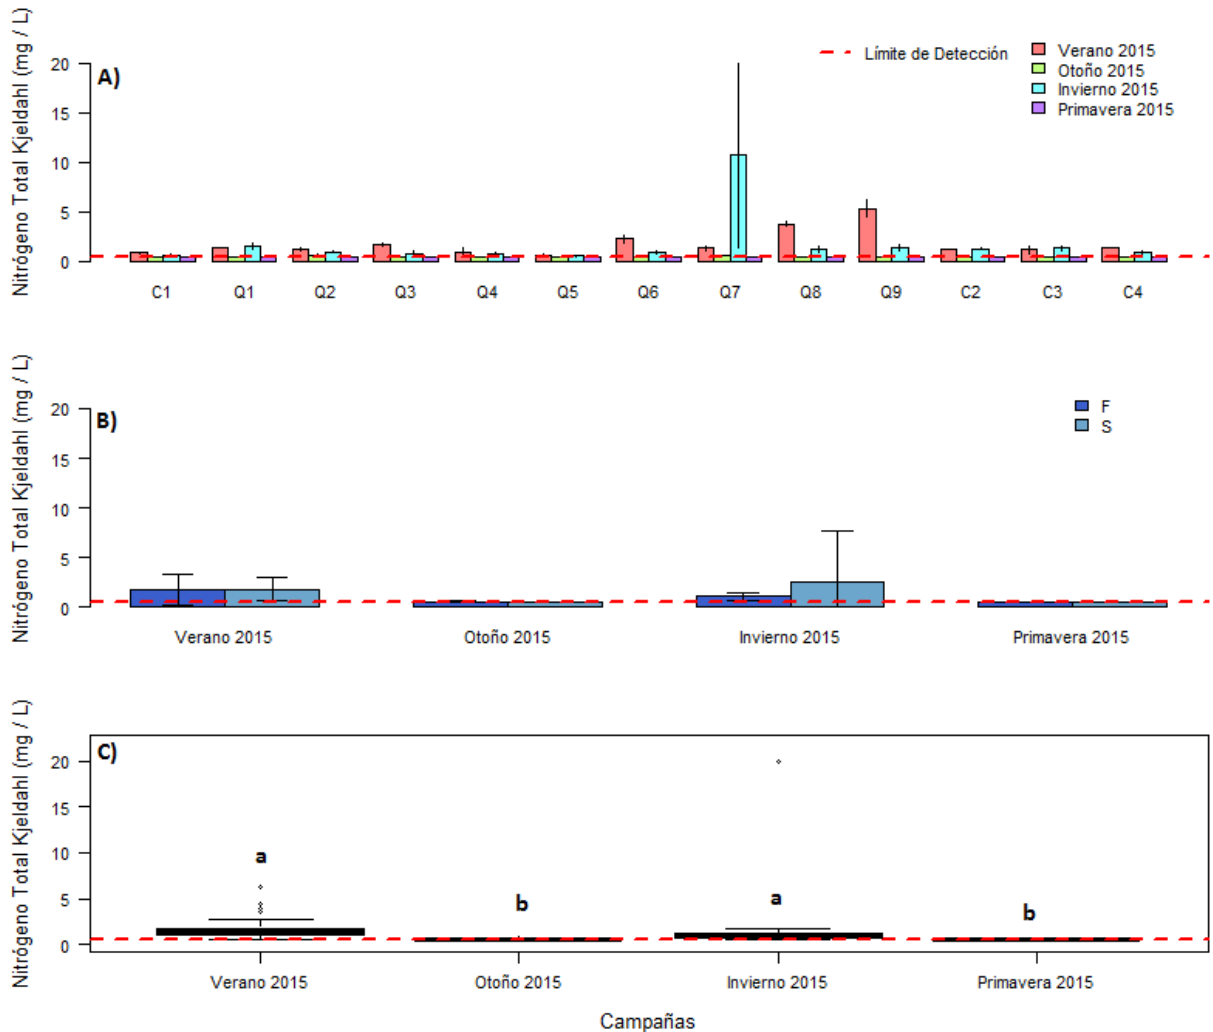 Nitrógeno Total Kjeldahl (mg / L)
A)
Límite de Detección
Verano 2015
Otoño 2015
Invierno 2015
Primavera 2015
20
15
10
5
0
C1 Q1 Q2 Q3 Q4 Q5 Q6 Q7 Q8 Q9 C2 C3 C4
Nitrógeno Total Kjeldahl (mg / L)
B)
F
S
20
15
10
5
0
Verano 2015 Otoño 2015 Invierno 2015 Primavera 2015
Nitrógeno Total Kjeldahl (mg / L)
C)
20
15
10
5
0
a
b
a
b
Verano 2015 Otoño 2015 Invierno 2015 Primavera 2015
Campañas